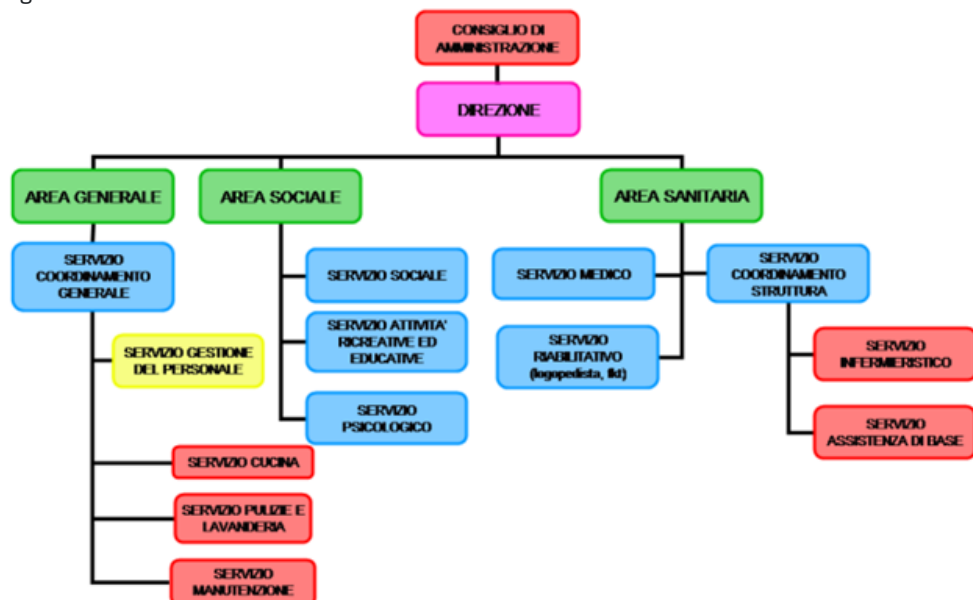 CONSIGLIO DI
AMMINISTRAZIONE
DIREZIONE
AREA GENERALE
AREA SOCIALE
AREA SANITARIA
SERVIZIO
COORDINAMENTO
GENERALE
SERVIZIO GESTIONE
DEL PERSONALE
SERVIZIO CUCINA
SERVIZIO PULIZIE E
LAVANDERIA
SERVIZIO
MANUTENZIONE
SERVIZIO SOCIALE
SERVIZIO ATTIVITA'
RICREATIVE ED
EDUCATIVE
SERVIZIO
PSICOLOGICO
SERVIZIO MEDICO
SERVIZIO
RIABILITATIVO
(logopedista, fkt)
SERVIZIO
COORDINAMENTO
STRUTTURA
SERVIZIO
INFERMIERISTICO
SERVIZIO
ASSISTENZA DI BASE